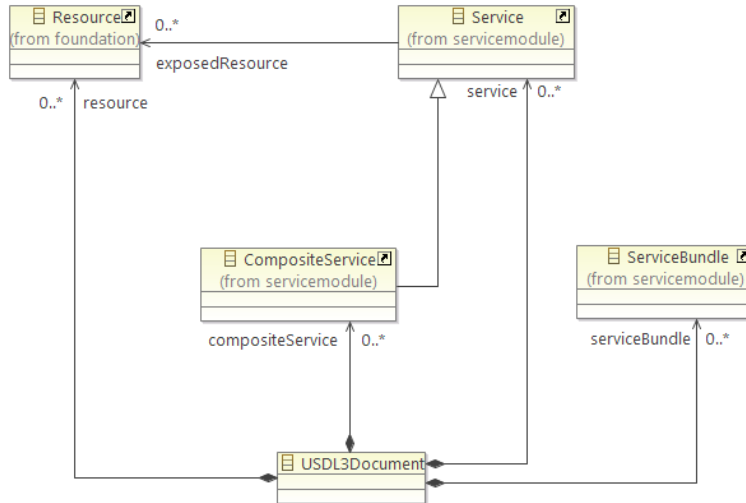 Resource
(from foundation)
0..*
exposedResource
Service
(from servicemodule)
0..*
resource
service
0..*
CompositeService
(from servicemodule)
ServiceBundle
(from servicemodule)
compositeService
0..*
serviceBundle
0..*
USDL3Document